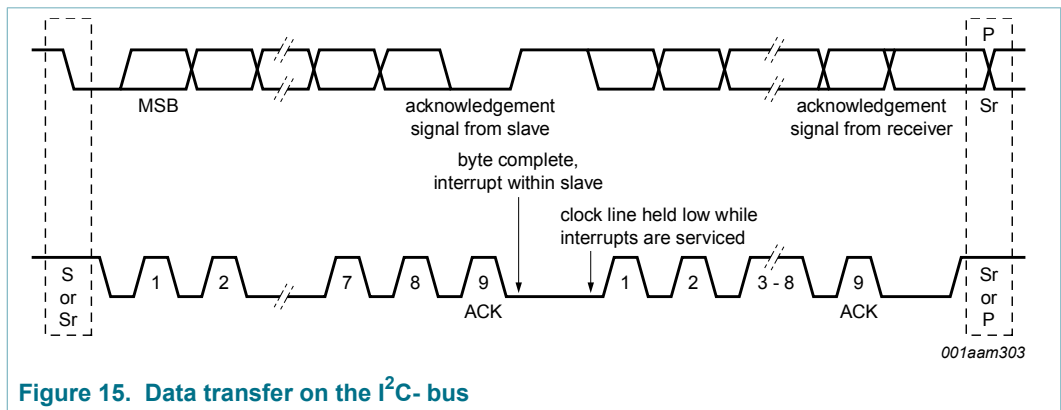 P
MSB
acknowledgement
signal from slave
acknowledgement
signal from receiver
Sr
byte complete,
interrupt within slave
clock line held low while
interrupts are serviced
S
or
Sr
1
2
7
8
9
ACK
1
2
3 - 8
9
ACK
Sr
or
P
001aam303
Figure 15. Data transfer on the I²C- bus